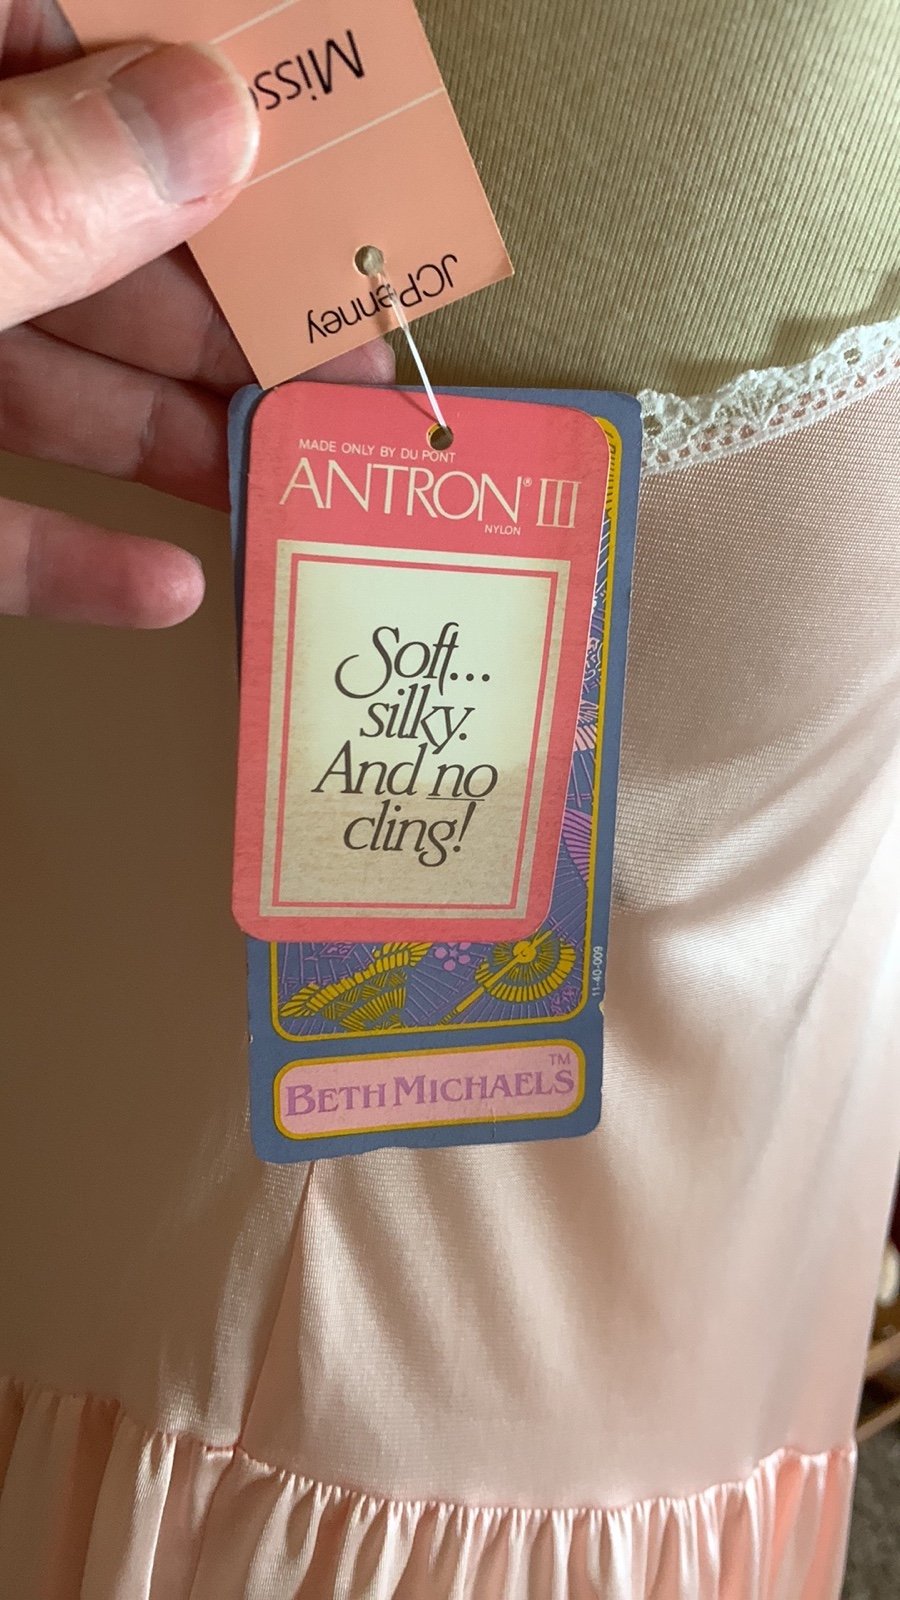 JCPenney
MADE ONLY BY DU PONT
ANTRON® III
NYLON
Soft...
silky.
And no
cling!
11-40-009
BETH MICHAELS™